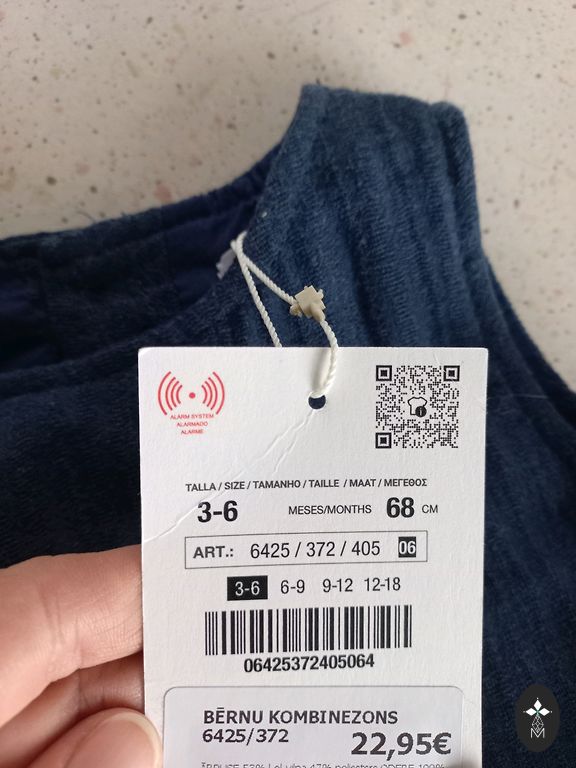 ALARM SYSTEM
ALARMADO
ALARME
TALLA / SIZE / TAMANHO / TAILLE / MAAT / ΜΕΓΕΘΟΣ
3-6 MESES/MONTHS 68 CM
ART.: 6425 / 372 / 405 06
3-6 6-9 9-12 12-18
06425372405064
BĒRNU KOMBINEZONS
6425/372 22,95€